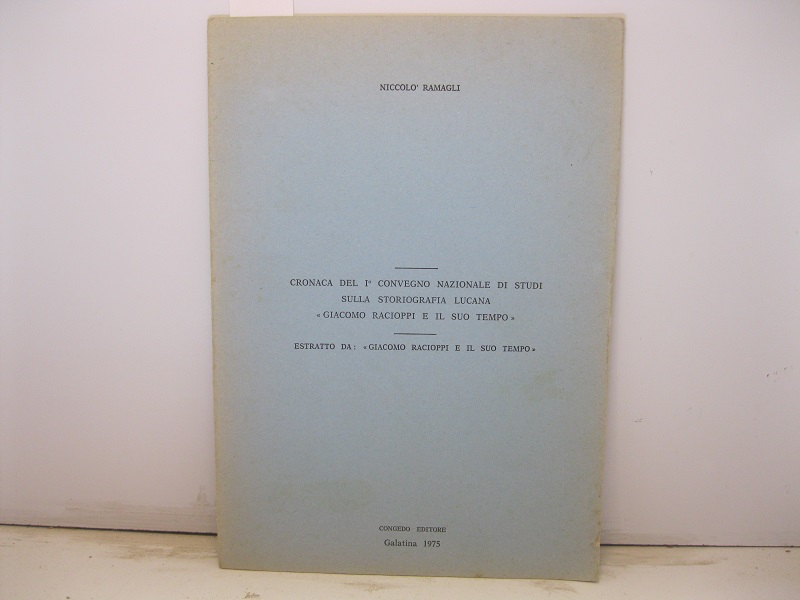 NICCOLO' RAMAGLI
CRONACA DEL I° CONVEGNO NAZIONALE DI STUDI
SULLA STORIOGRAFIA LUCANA
« GIACOMO RACIOPPI E IL SUO TEMPO »
ESTRATTO DA: «GIACOMO RACIOPPI E IL SUO TEMPO»
CONGEDO EDITORE
Galatina 1975